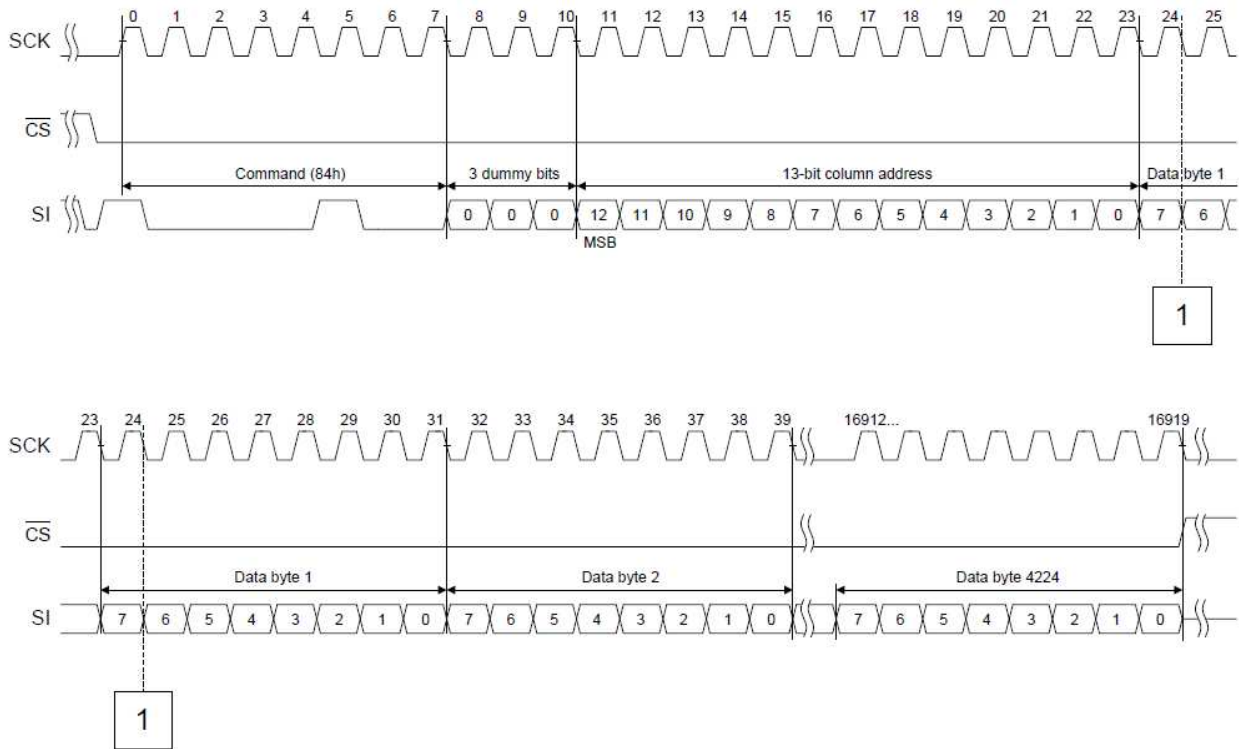 0 1 2 3 4 5 6 7 8 9 10 11 12 13 14 15 16 17 18 19 20 21 22 23 24 25
SCK
CS
Command (84h) 3 dummy bits 13-bit column address Data byte 1
SI 0 0 0 12 11 10 9 8 7 6 5 4 3 2 1 0 7 6
MSB
1
23 24 25 26 27 28 29 30 31 32 33 34 35 36 37 38 39 16912... 16919
SCK
CS
Data byte 1 Data byte 2 Data byte 4224
SI 7 6 5 4 3 2 1 0 7 6 5 4 3 2 1 0 7 6 5 4 3 2 1 0
1